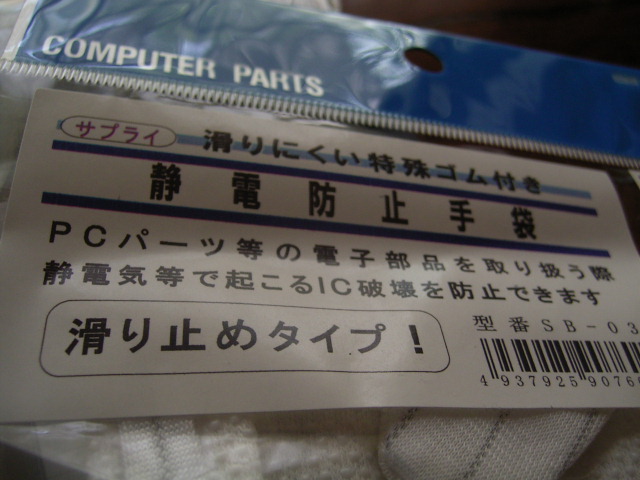 COMPUTER PARTS
サプライ 滑りにくい特殊ゴム付き
静電防止手袋
PCパーツ等の電子部品を取り扱う際
静電気等で起こるIC破壊を防止できます
滑り止めタイプ！
型番SB-03
4 937925 9076